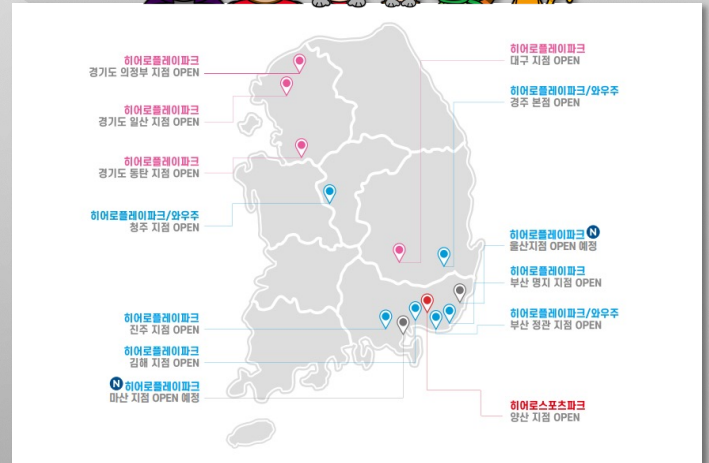 히어로플레이파크
경기도 의정부 지점 OPEN
히어로플레이파크
경기도 일산 지점 OPEN
히어로플레이파크
경기도 동탄 지점 OPEN
히어로플레이파크/와우주
청주 지점 OPEN
히어로플레이파크
진주 지점 OPEN
히어로플레이파크
김해 지점 OPEN
N 히어로플레이파크
마산 지점 OPEN 예정
히어로플레이파크
대구 지점 OPEN
히어로플레이파크/와우주
경주 본점 OPEN
히어로플레이파크 N
울산지점 OPEN 예정
히어로플레이파크
부산 명지 지점 OPEN
히어로플레이파크/와우주
부산 정관 지점 OPEN
히어로스포츠파크
양산 지점 OPEN